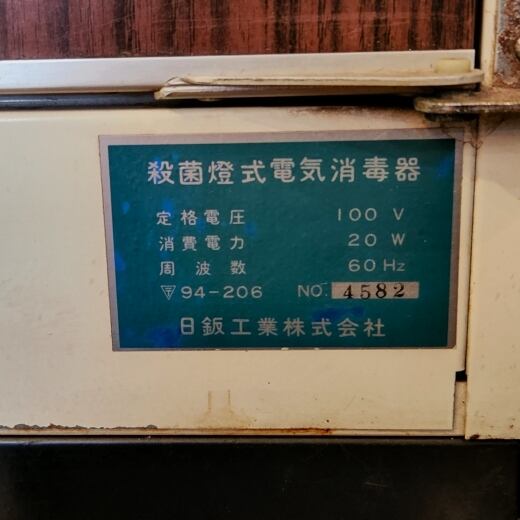 殺菌燈式電気消毒器
定格電圧 100 V
消費電力 20 W
周波数 60 Hz
94-206 NO. 4582
日鈑工業株式会社